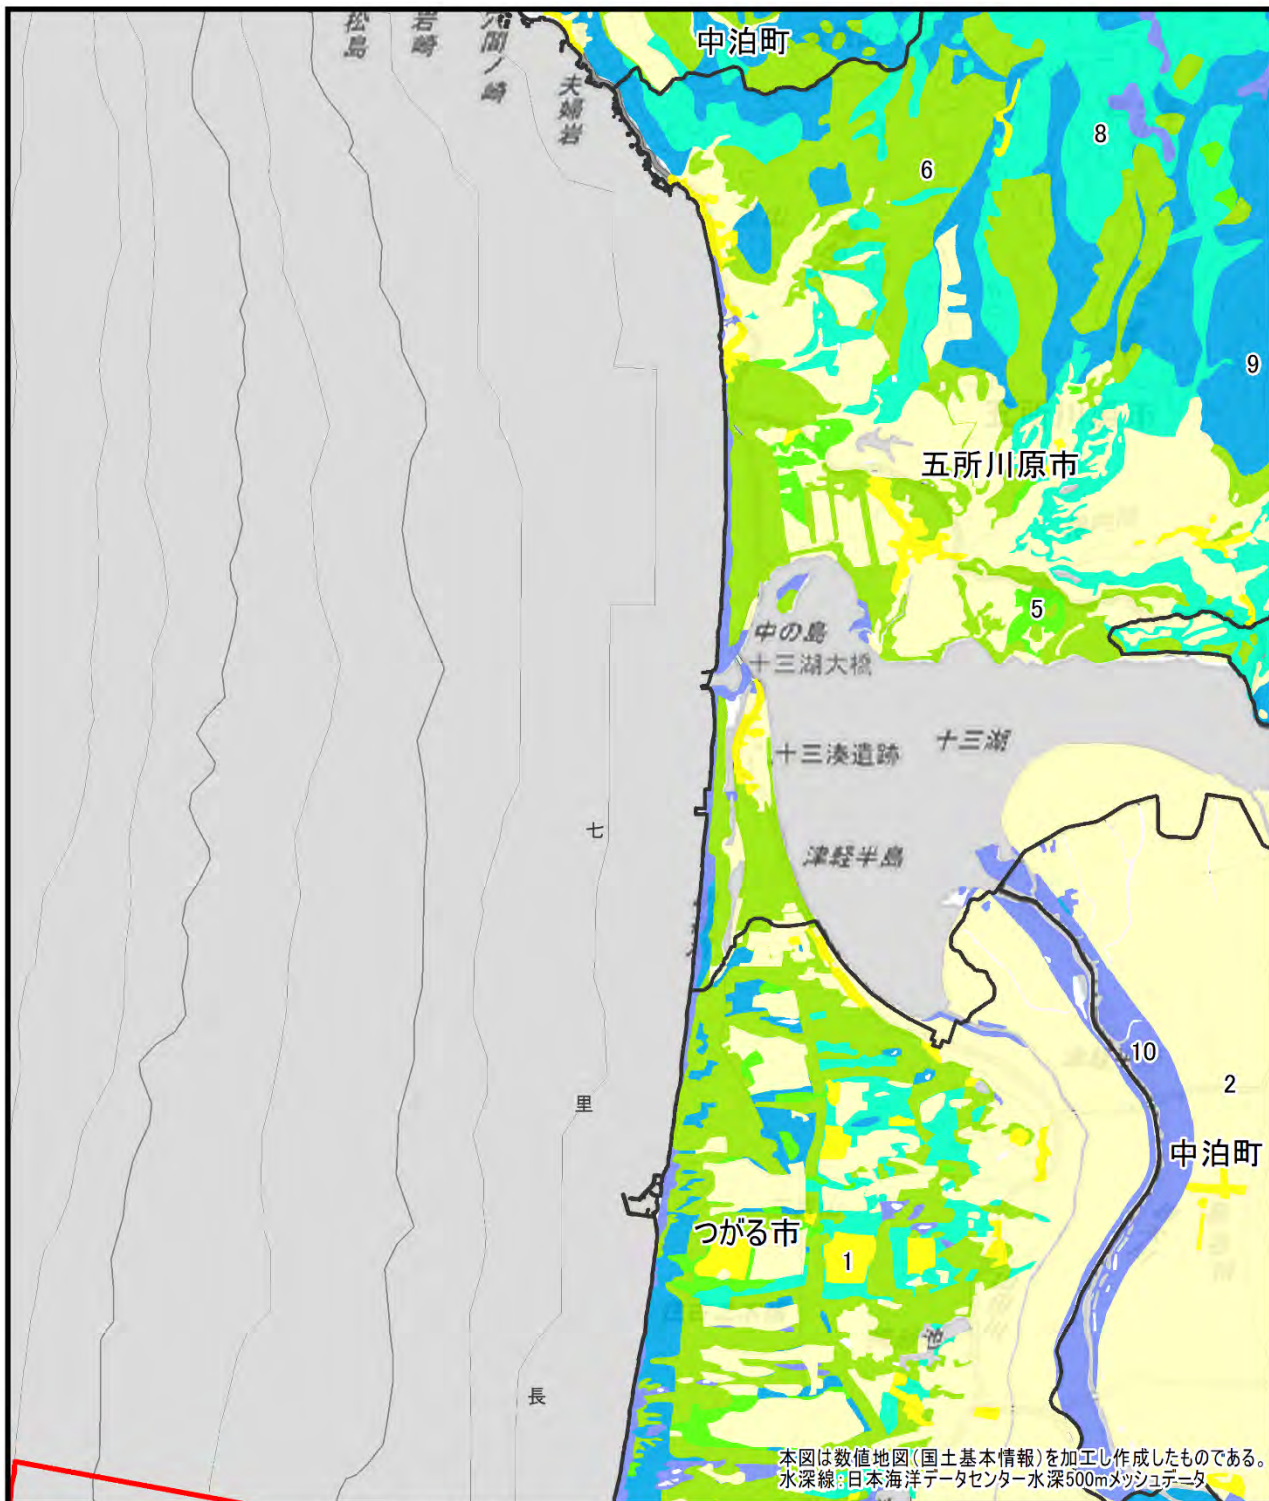 松島
岩崎
間ノ崎
夫婦岩
中泊町
8
6
9
五所川原市
5
中の島
十三湖大橋
十三湊遺跡
十三湖
津軽半島
七
里
長
10
2
中泊町
つがる市
1
池
本図は数値地図(国土基本情報)を加工し作成したものである。
水深線:日本海洋データセンター水深500mメッシュデータ